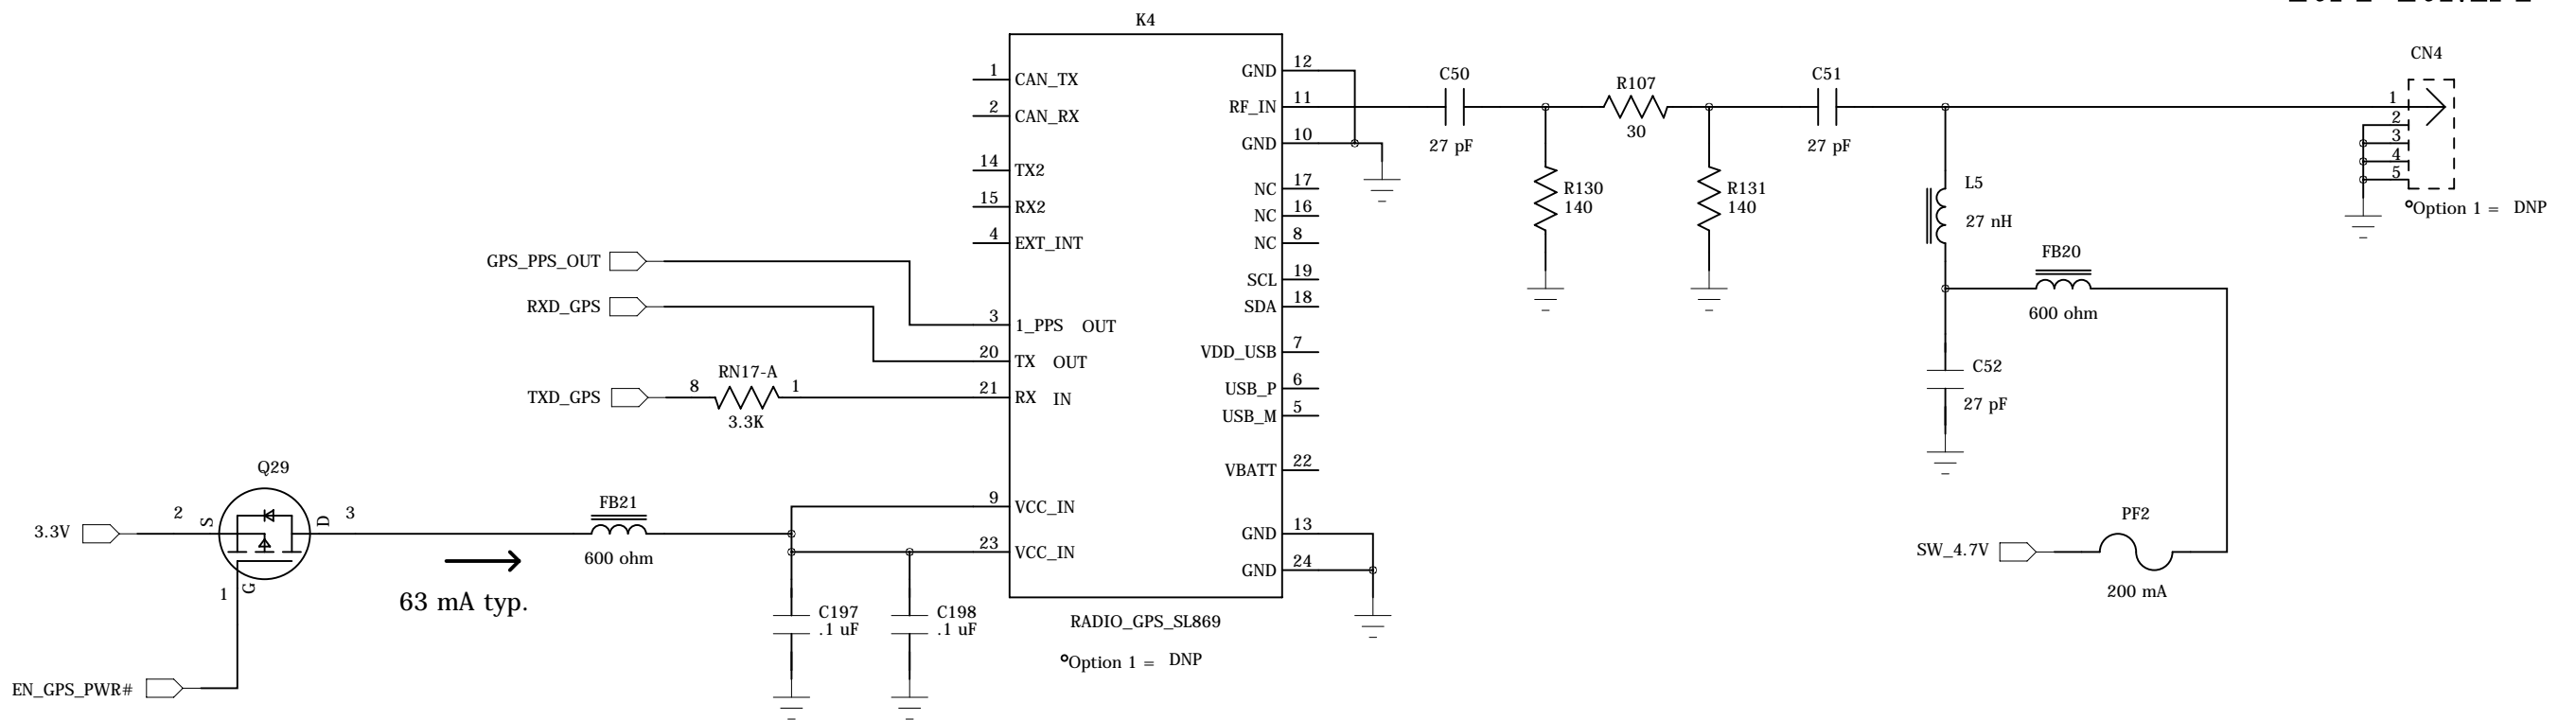 K4
1 CAN_TX
2 CAN_RX
14 TX2
15 RX2
4 EXT_INT
GPS_PPS_OUT
3 1_PPS OUT
RXD_GPS
20 TX OUT
TXD_GPS
8 RN17-A 1
3.3K
21 RX IN
GND 12
RF_IN 11
GND 10
NC 17
NC 16
NC 8
SCL 19
SDA 18
VDD_USB 7
USB_P 6
USB_M 5
VBATT 22
9 VCC_IN
23 VCC_IN
GND 13
GND 24
RADIO_GPS_SL869
Option 1 = DNP
Q29
3.3V
2 S
D 3
1 G
EN_GPS_PWR#
63 mA typ.
FB21
600 ohm
C197
.1 uF
C198
.1 uF
C50
27 pF
R107
30
R130
140
R131
140
C51
27 pF
L5
27 nH
FB20
600 ohm
C52
27 pF
SW_4.7V
PF2
200 mA
CN4
1
2
3
4
5
Option 1 = DNP